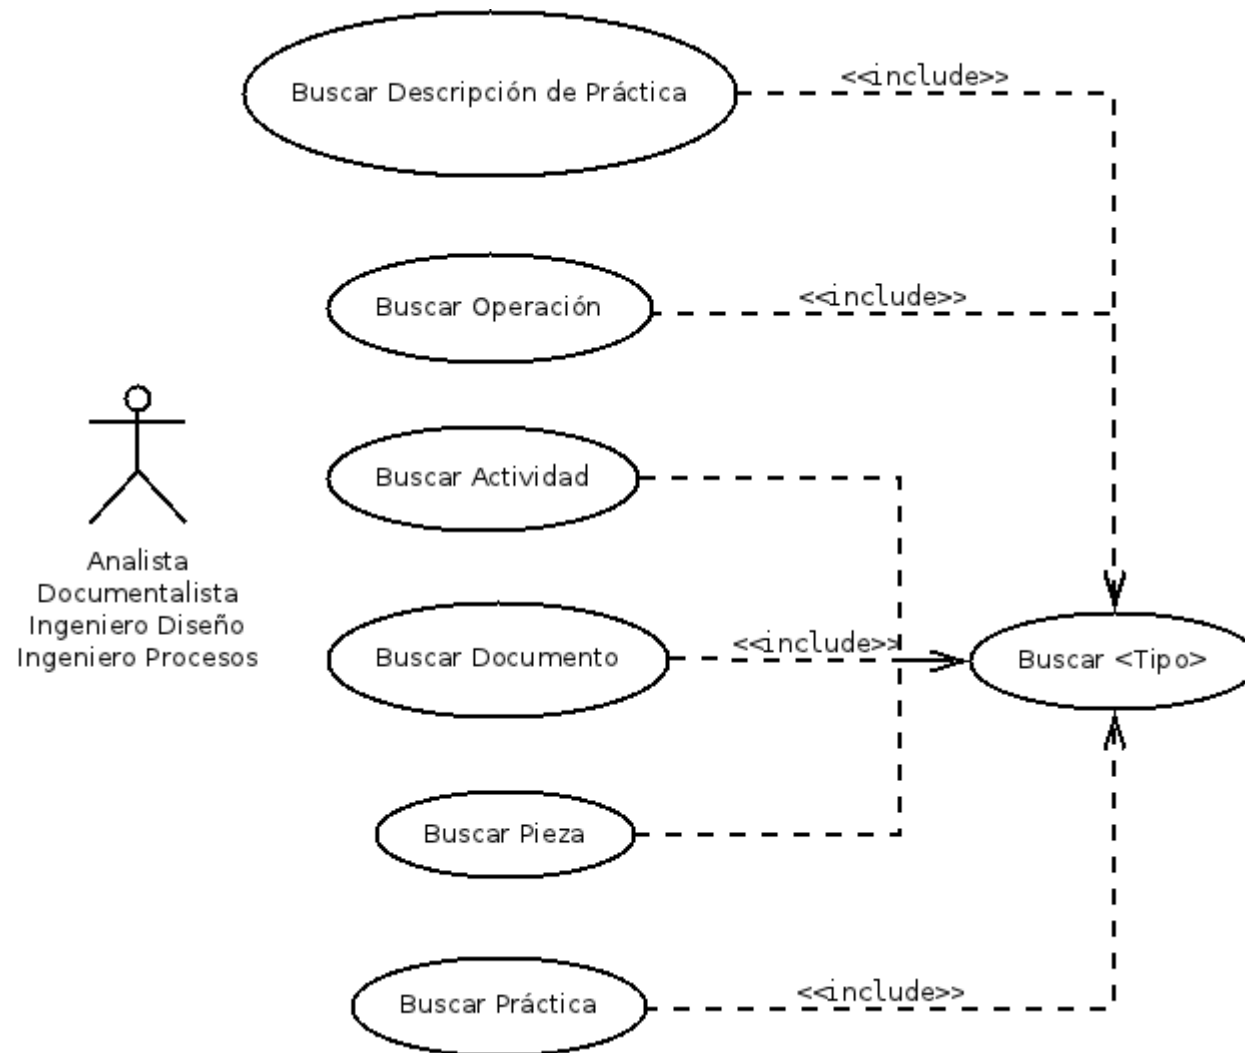 Buscar Descripción de Práctica
<<include>>
Buscar Operación
<<include>>
Buscar Actividad
Analista
Documentalista
Ingeniero Diseño
Ingeniero Procesos
Buscar Documento
<<include>>
Buscar <Tipo>
Buscar Pieza
Buscar Práctica
<<include>>